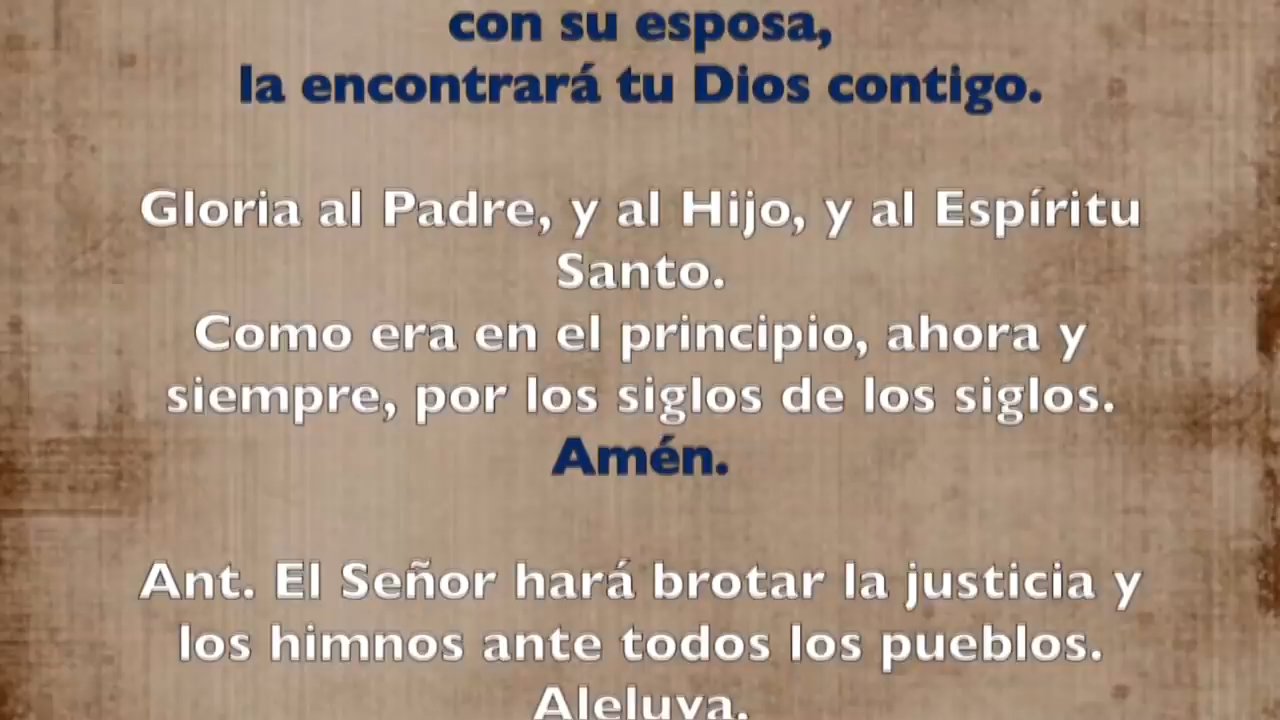 con su esposa,
la encontrará tu Dios contigo.
Gloria al Padre, y al Hijo, y al Espíritu
Santo.
Como era en el principio, ahora y
siempre, por los siglos de los siglos.
Amén.
Ant. El Señor hará brotar la justicia y
los himnos ante todos los pueblos.
Aleluya.